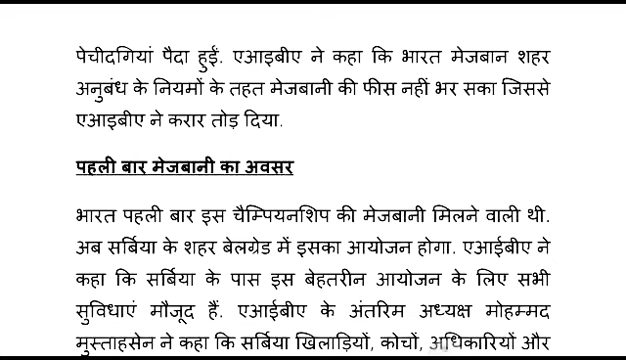 पेचीदगियां पैदा हुईं. एआइबीए ने कहा कि भारत मेजबान शहर
अनुबंध के नियमों के तहत मेजबानी की फीस नहीं भर सका जिससे
एआइबीए ने करार तोड़ दिया.
पहली बार मेजबानी का अवसर
भारत पहली बार इस चैम्पियनशिप की मेजबानी मिलने वाली थी.
अब सर्बिया के शहर बेलग्रेड में इसका आयोजन होगा. एआईबीए ने
कहा कि सर्बिया के पास इस बेहतरीन आयोजन के लिए सभी
सुविधाएं मौजूद हैं. एआईबीए के अंतरिम अध्यक्ष मोहम्मद
मुस्ताहसेन ने कहा कि सर्बिया खिलाड़ियों, कोचों, अधिकारियों और